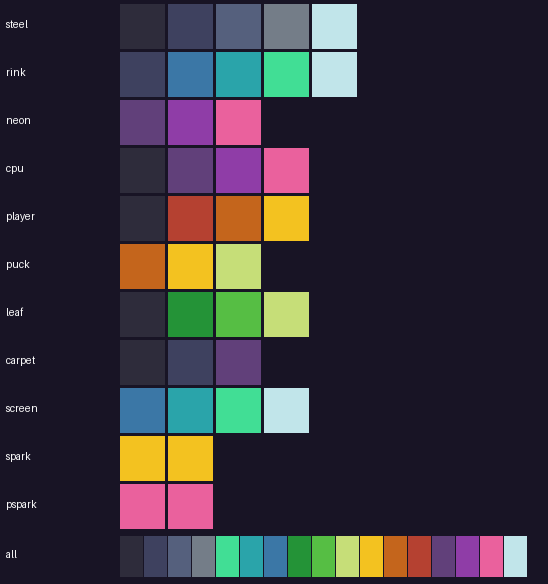 steel
rink
neon
cpu
player
puck
leaf
carpet
screen
spark
pspark
all